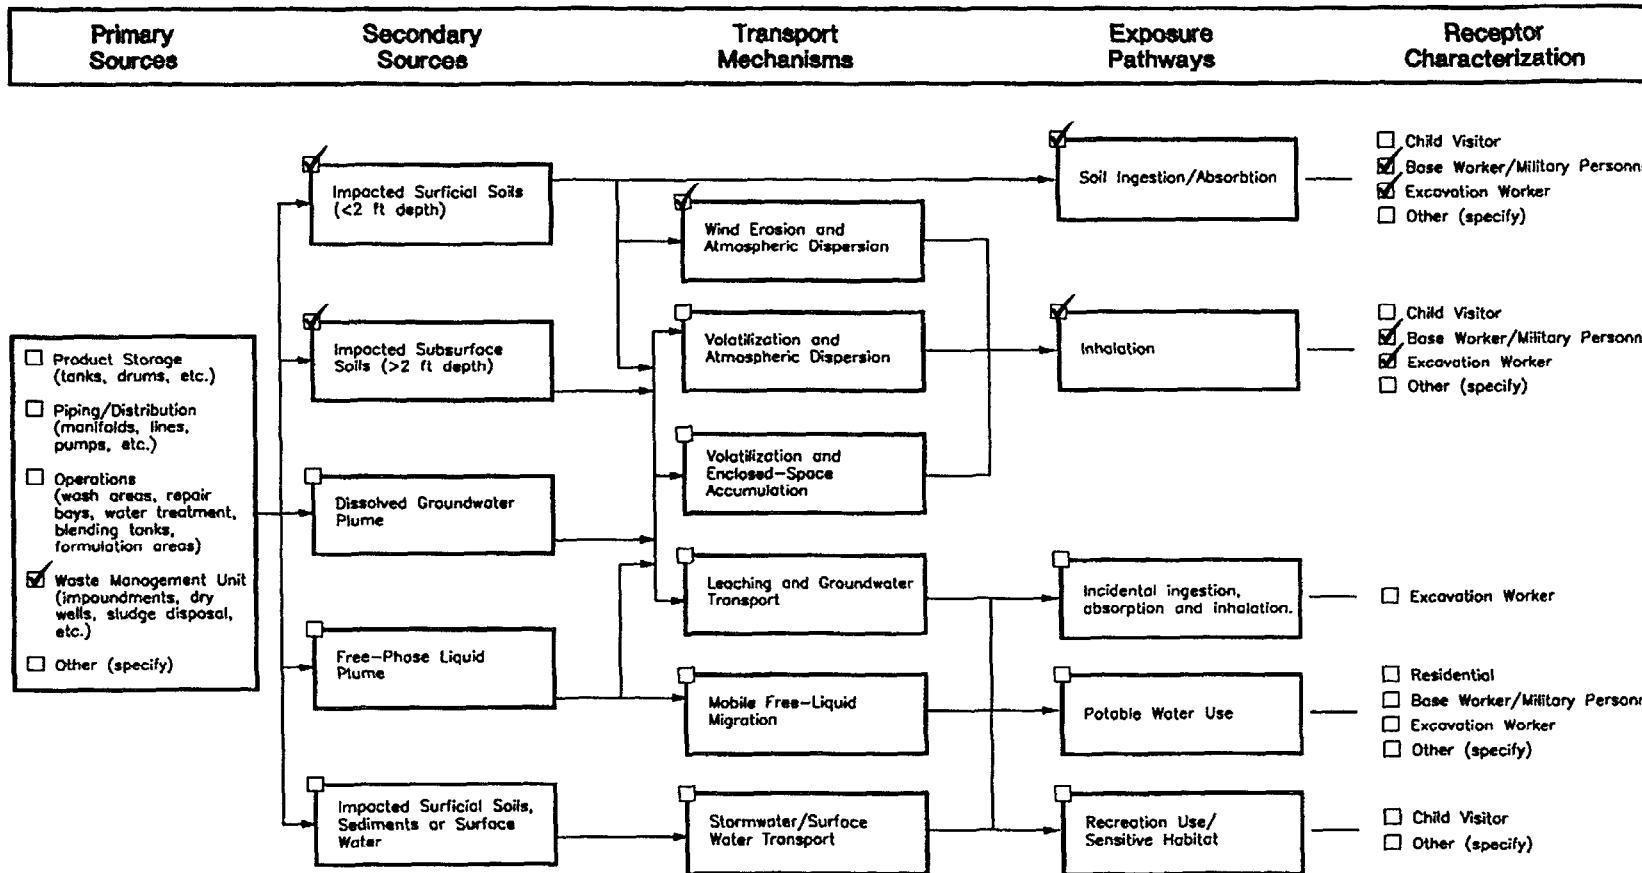 Primary
Sources
Secondary
Sources
Transport
Mechanisms
Exposure
Pathways
Receptor
Characterization
Product Storage
(tanks, drums, etc.)
Piping/Distribution
(manifolds, lines,
pumps, etc.)
Operations
(wash areas, repair
bays, water treatment,
blending tanks,
formulation areas)
Waste Management Unit
(impoundments, dry
wells, sludge disposal,
etc.)
Other (specify)
Impacted Surficial Soils
(<2 ft depth)
Impacted Subsurface
Soils (>2 ft depth)
Dissolved Groundwater
Plume
Free-Phase Liquid
Plume
Impacted Surficial Soils,
Sediments or Surface
Water
Wind Erosion and
Atmospheric Dispersion
Volatilization and
Atmospheric Dispersion
Volatilization and
Enclosed-Space
Accumulation
Leaching and Groundwater
Transport
Mobile Free-Liquid
Migration
Stormwater/Surface
Water Transport
Soil Ingestion/Absorbtion
Inhalation
Incidental ingestion,
absorption and inhalation.
Potable Water Use
Recreation Use/
Sensitive Habitat
Child Visitor
Base Worker/Military Personne
Excavation Worker
Other (specify)
Child Visitor
Base Worker/Military Personne
Excavation Worker
Other (specify)
Excavation Worker
Residential
Base Worker/Military Personn
Excavation Worker
Other (specify)
Child Visitor
Other (specify)